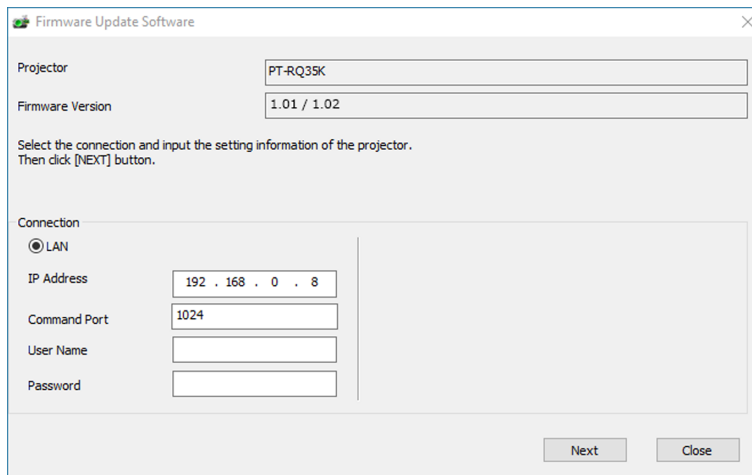 Firmware Update Software
Projector
PT-RQ35K
Firmware Version
1.01 / 1.02
Select the connection and input the setting information of the projector.
Then click [NEXT] button.
Connection
LAN
IP Address
192 . 168 . 0 . 8
Command Port
1024
User Name
Password
Next
Close